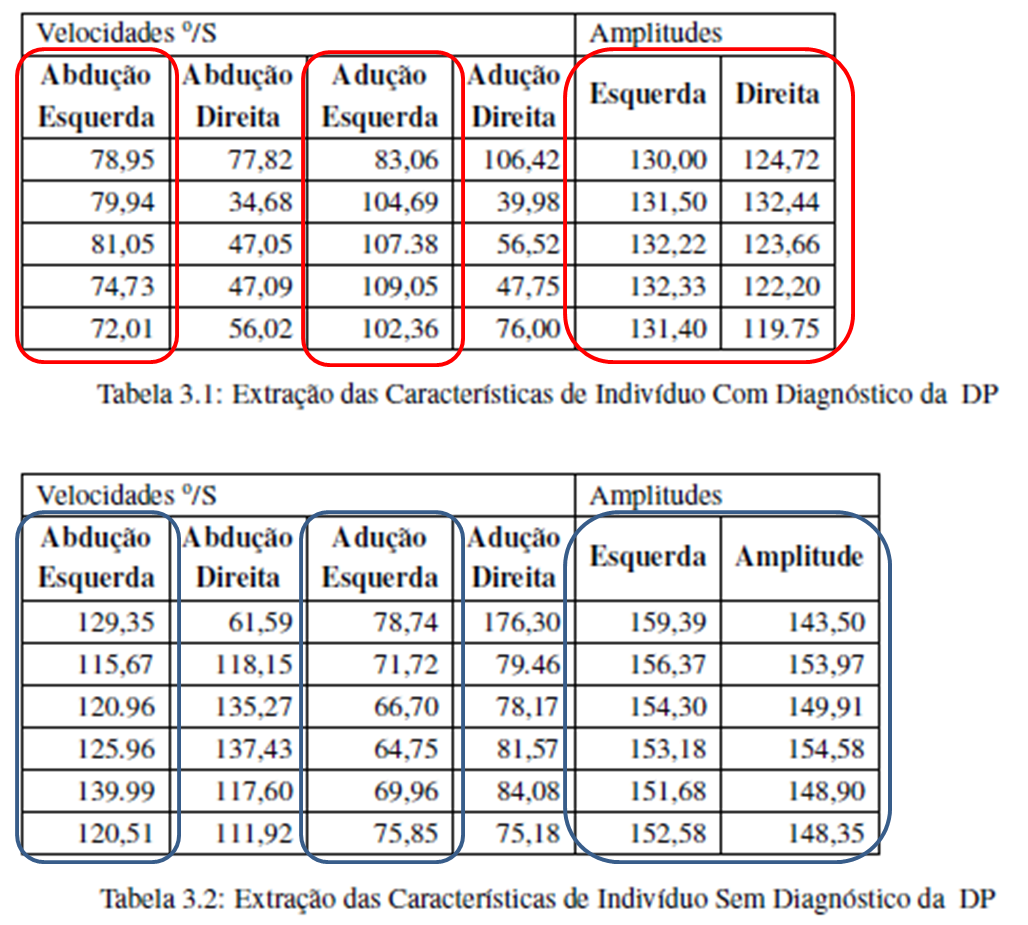 Velocidades º/S Amplitudes
Abdução Abdução Adução Adução Esquerda Direita
Esquerda Direita Esquerda Direita
78,95 77,82 83,06 106,42 130,00 124,72
79,94 34,68 104,69 39,98 131,50 132,44
81,05 47,05 107.38 56,52 132,22 123,66
74,73 47,09 109,05 47,75 132,33 122,20
72,01 56,02 102,36 76,00 131,40 119.75
Tabela 3.1: Extração das Características de Indivíduo Com Diagnóstico da DP
Velocidades º/S Amplitudes
Abdução Abdução Adução Adução Esquerda Amplitude
Esquerda Direita Esquerda Direita
129,35 61,59 78,74 176,30 159,39 143,50
115,67 118,15 71,72 79.46 156,37 153,97
120.96 135,27 66,70 78,17 154,30 149,91
125.96 137,43 64,75 81,57 153,18 154,58
139.99 117,60 69,96 84,08 151,68 148,90
120,51 111,92 75,85 75,18 152,58 148,35
Tabela 3.2: Extração das Características de Indivíduo Sem Diagnóstico da DP